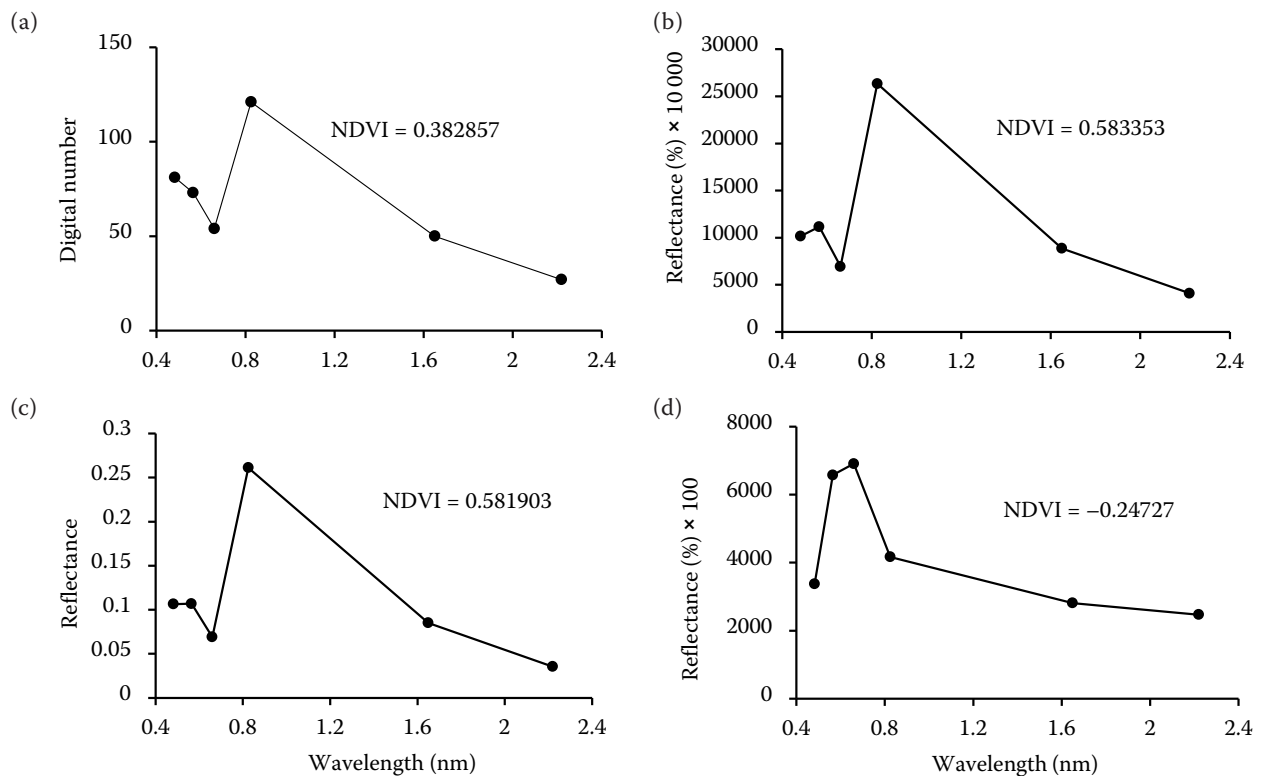 (a)
150
100
50
0
Digital number
NDVI = 0.382857
0.4 0.8 1.2 1.6 2 2.4
(b)
30000
25000
20000
15000
10000
5000
0
Reflectance (%) × 10 000
NDVI = 0.583353
0.4 0.8 1.2 1.6 2 2.4
(c)
0.3
0.25
0.2
0.15
0.1
0.05
0
Reflectance
NDVI = 0.581903
0.4 0.8 1.2 1.6 2 2.4
Wavelength (nm)
(d)
8000
6000
4000
2000
0
Reflectance (%) × 100
NDVI = −0.24727
0.4 0.8 1.2 1.6 2 2.4
Wavelength (nm)